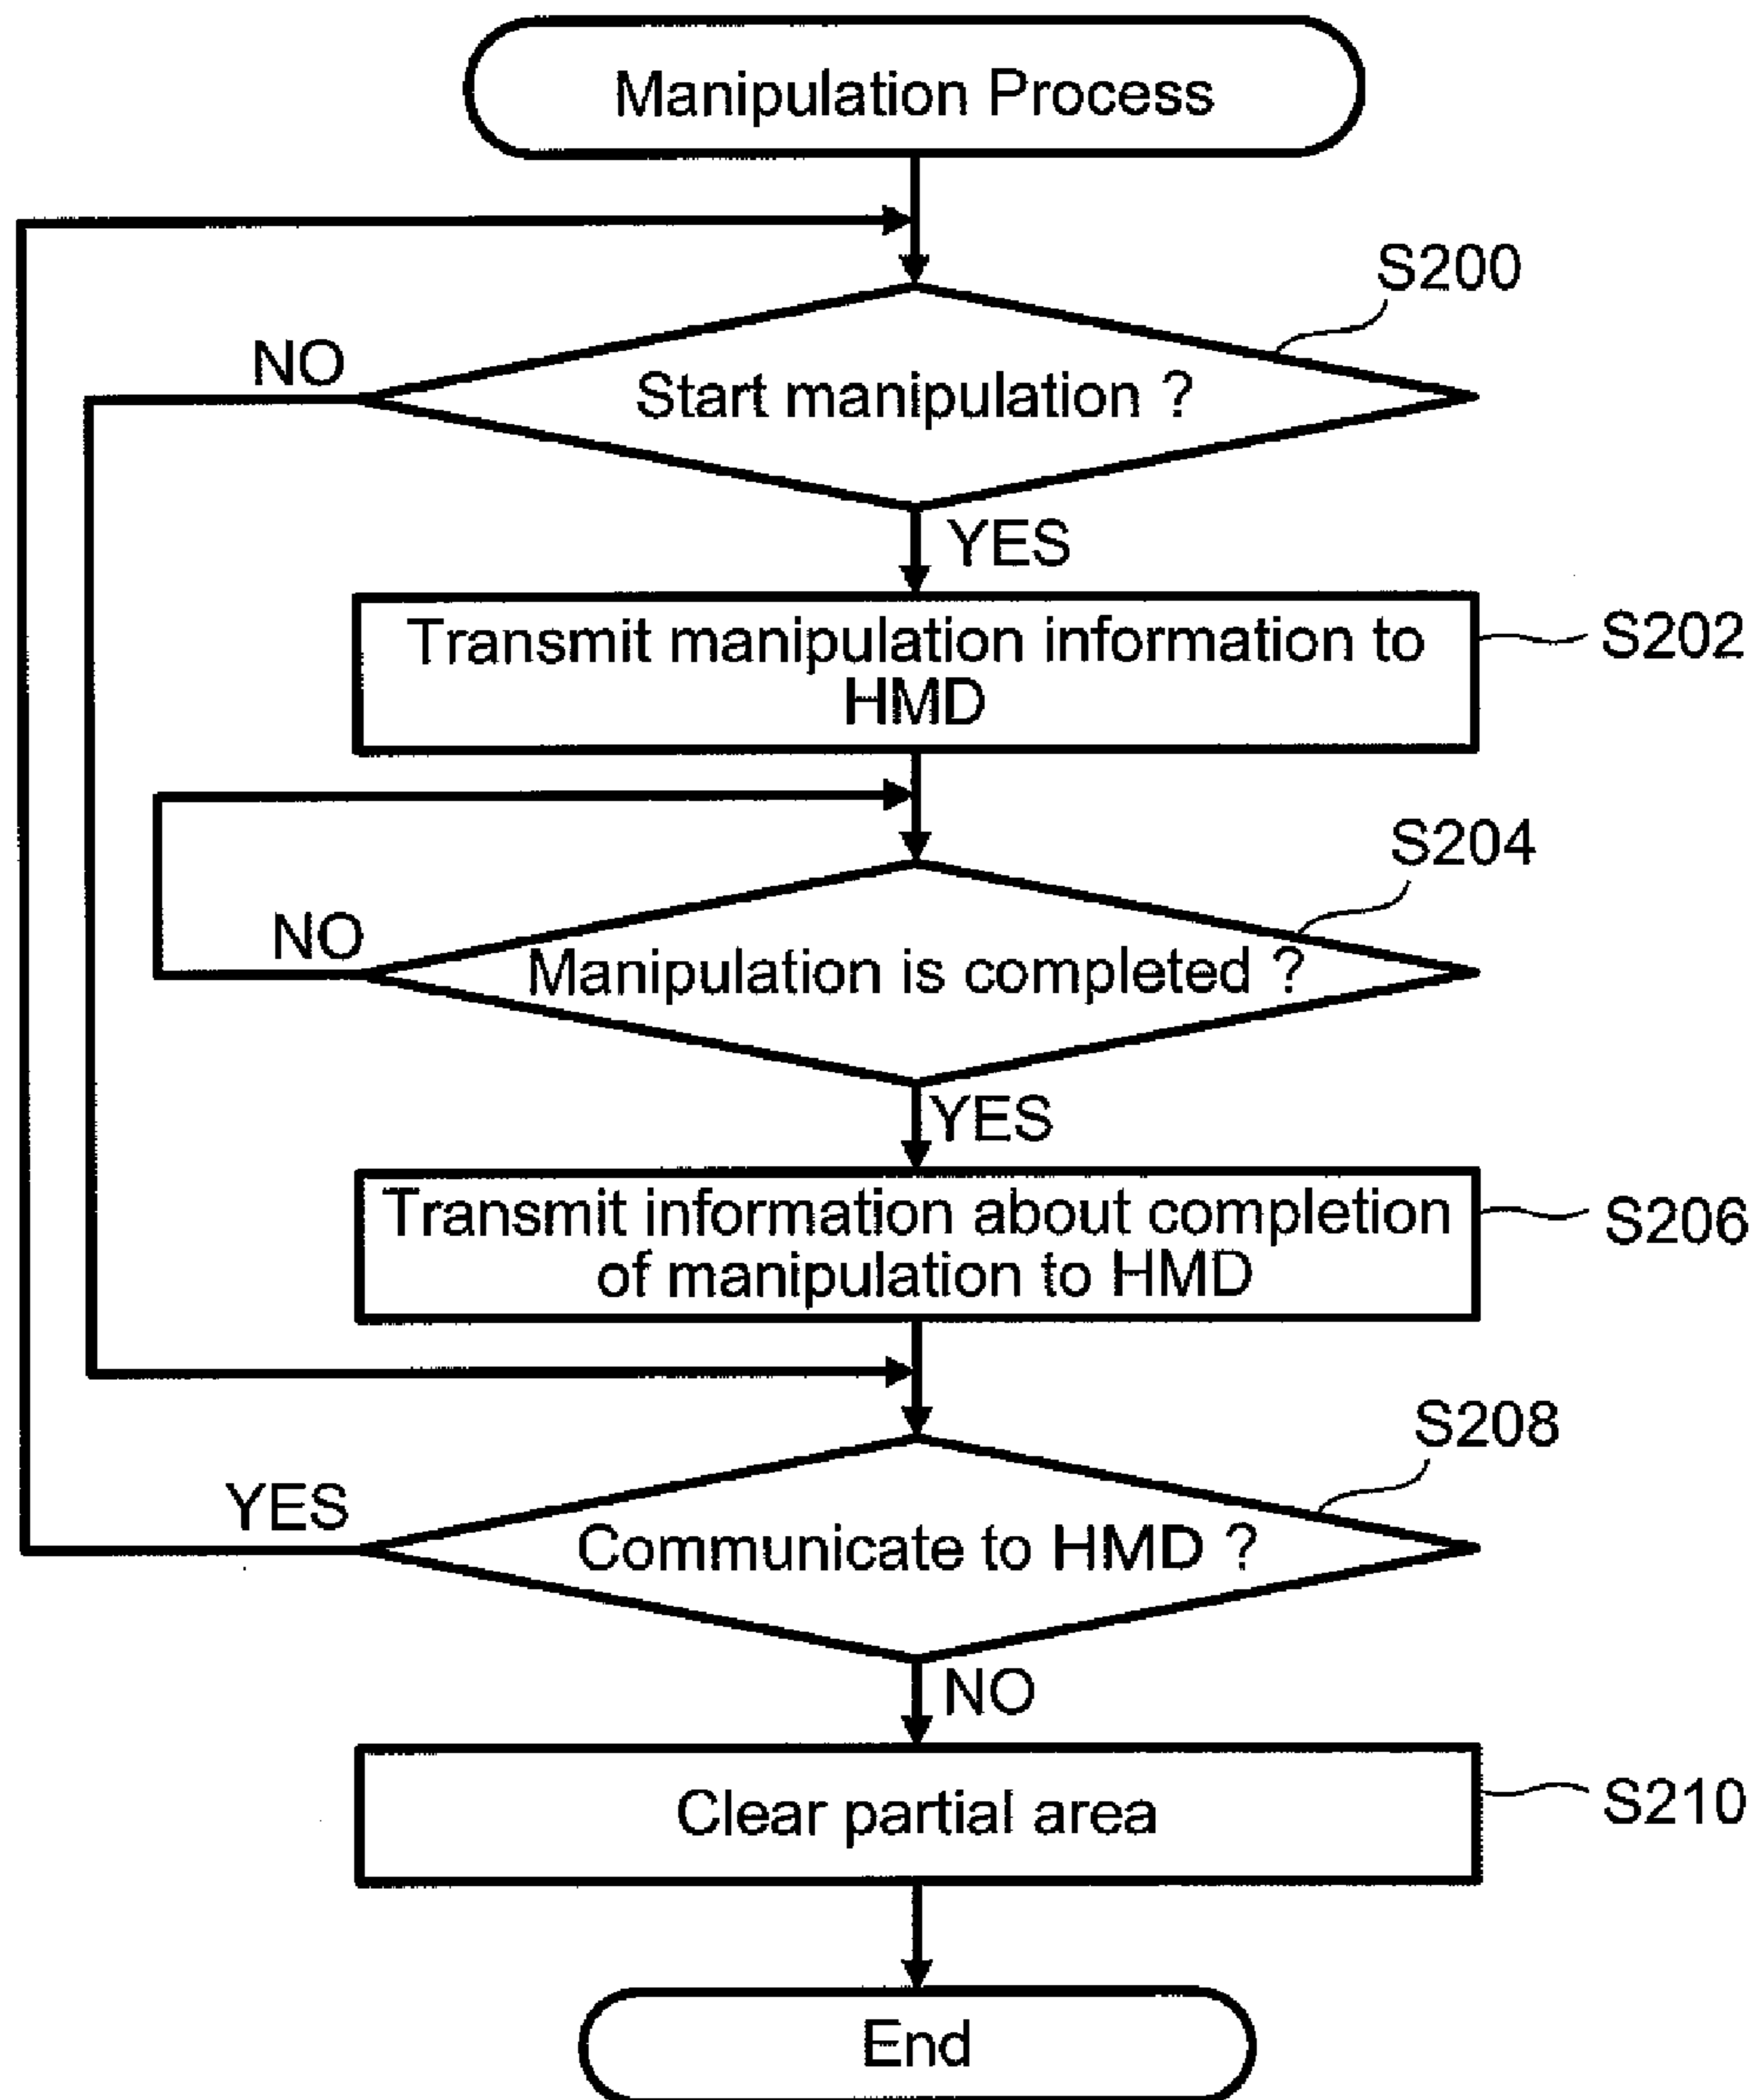 Manipulation Process
S200
NO
Start manipulation ?
YES
Transmit manipulation information to
HMD
S202
S204
NO
Manipulation is completed ?
YES
Transmit information about completion
of manipulation to HMD
S206
S208
YES
Communicate to HMD ?
NO
Clear partial area
S210
End